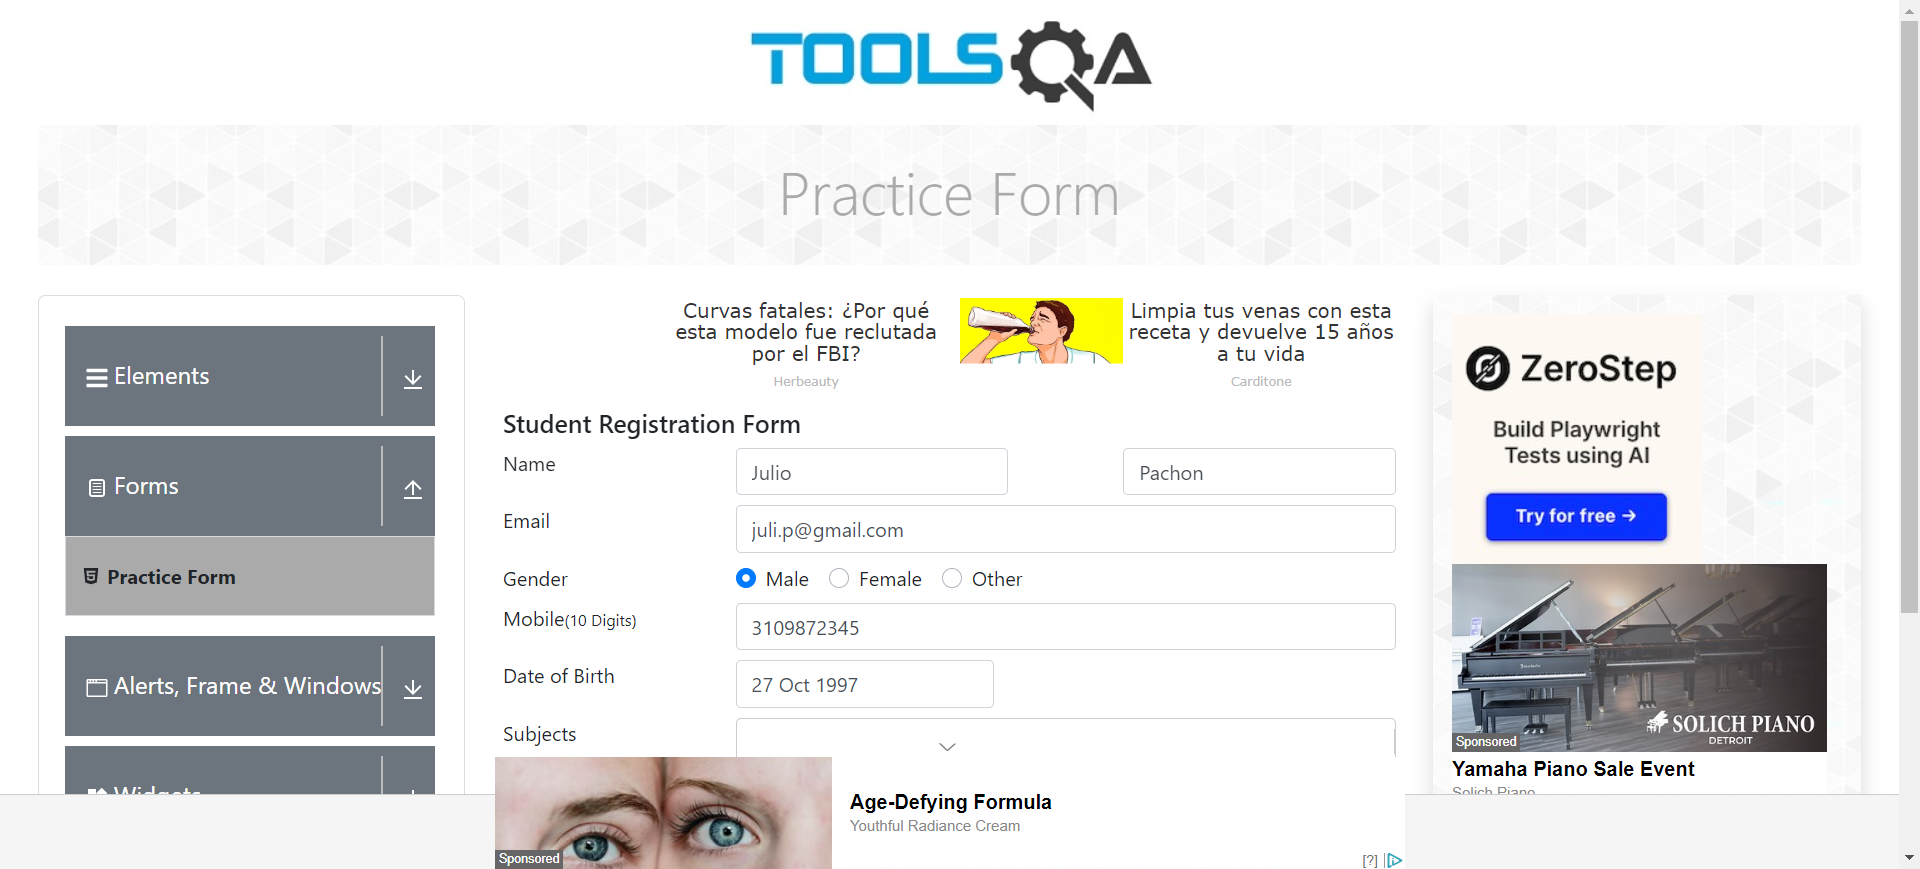 TOOLSQA
Practice Form
Elements
Forms
Practice Form
Alerts, Frame & Windows
Widgets
Curvas fatales: ¿Por qué
esta modelo fue reclutada
por el FBI?
Herbeauty
Limpia tus venas con esta
receta y devuelve 15 años
a tu vida
Carditone
Student Registration Form
Name
Julio
Pachon
Email
juli.p@gmail.com
Gender
Male
Female
Other
Mobile(10 Digits)
3109872345
Date of Birth
27 Oct 1997
Subjects
Sponsored
Age-Defying Formula
Youthful Radiance Cream
[?]
ZeroStep
Build Playwright
Tests using AI
Try for free →
SOLICH PIANO
DETROIT
Sponsored
Yamaha Piano Sale Event
Solich Piano